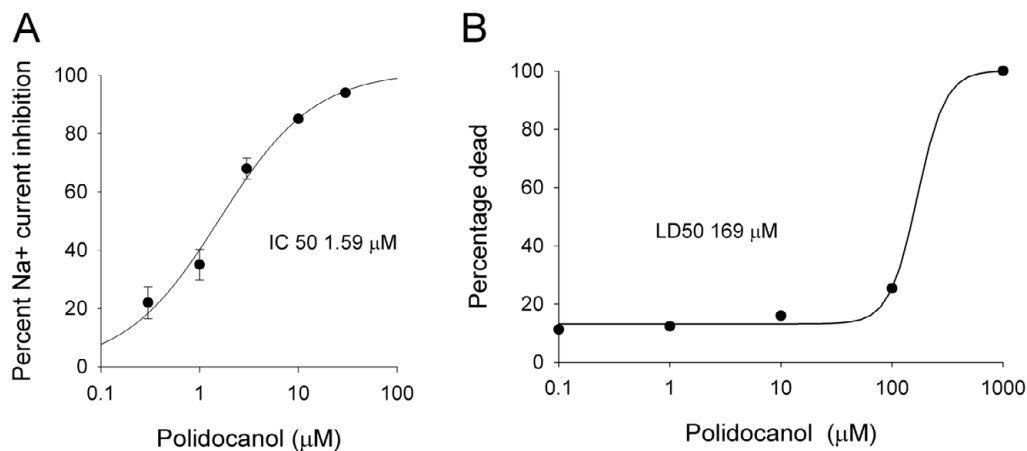 A
Percent Na+ current inhibition
100
80
60
40
20
0
IC 50 1.59 μM
0.1 1 10 100
Polidocanol (μM)
B
Percentage dead
100
80
60
40
20
0
LD50 169 μM
0.1 1 10 100 1000
Polidocanol (μM)